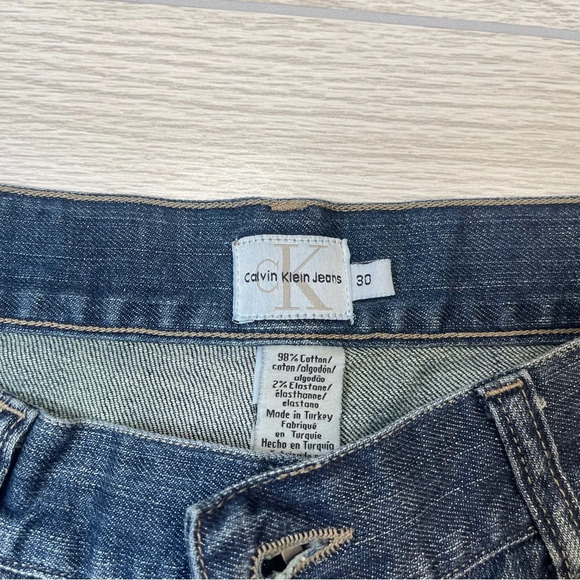 CK
Calvin Klein Jeans
30
98% Cotton/
coton/algodón/
algodão
2% Elastane/
élasthanne/
elastano
Made in Turkey
Fabriqué
en Turquie
Hecho en Turquía